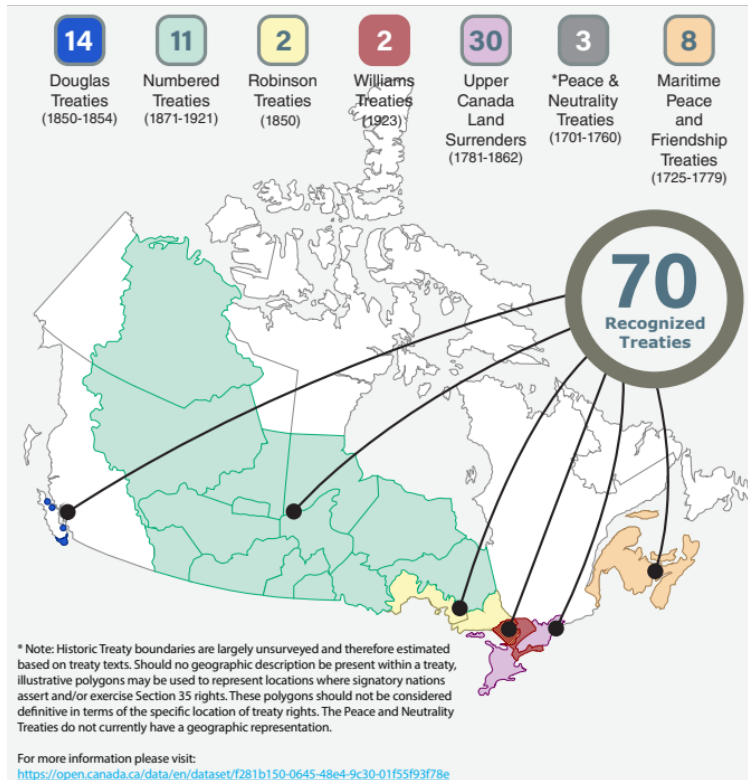 14
Douglas
Treaties
(1850-1854)
11
Numbered
Treaties
(1871-1921)
2
Robinson
Treaties
(1850)
2
Williams
Treaties
(1923)
30
Upper
Canada
Land
Surrenders
(1781-1862)
3
*Peace &
Neutrality
Treaties
(1701-1760)
8
Maritime
Peace
and
Friendship
Treaties
(1725-1779)
70
Recognized
Treaties
* Note: Historic Treaty boundaries are largely unsurveyed and therefore estimated
based on treaty texts. Should no geographic description be present within a treaty,
illustrative polygons may be used to represent locations where signatory nations
assert and/or exercise Section 35 rights. These polygons should not be considered
definitive in terms of the specific location of treaty rights. The Peace and Neutrality
Treaties do not currently have a geographic representation.
For more information please visit:
https://open.canada.ca/data/en/dataset/f281b150-0645-48e4-9c30-01f55f93f78e